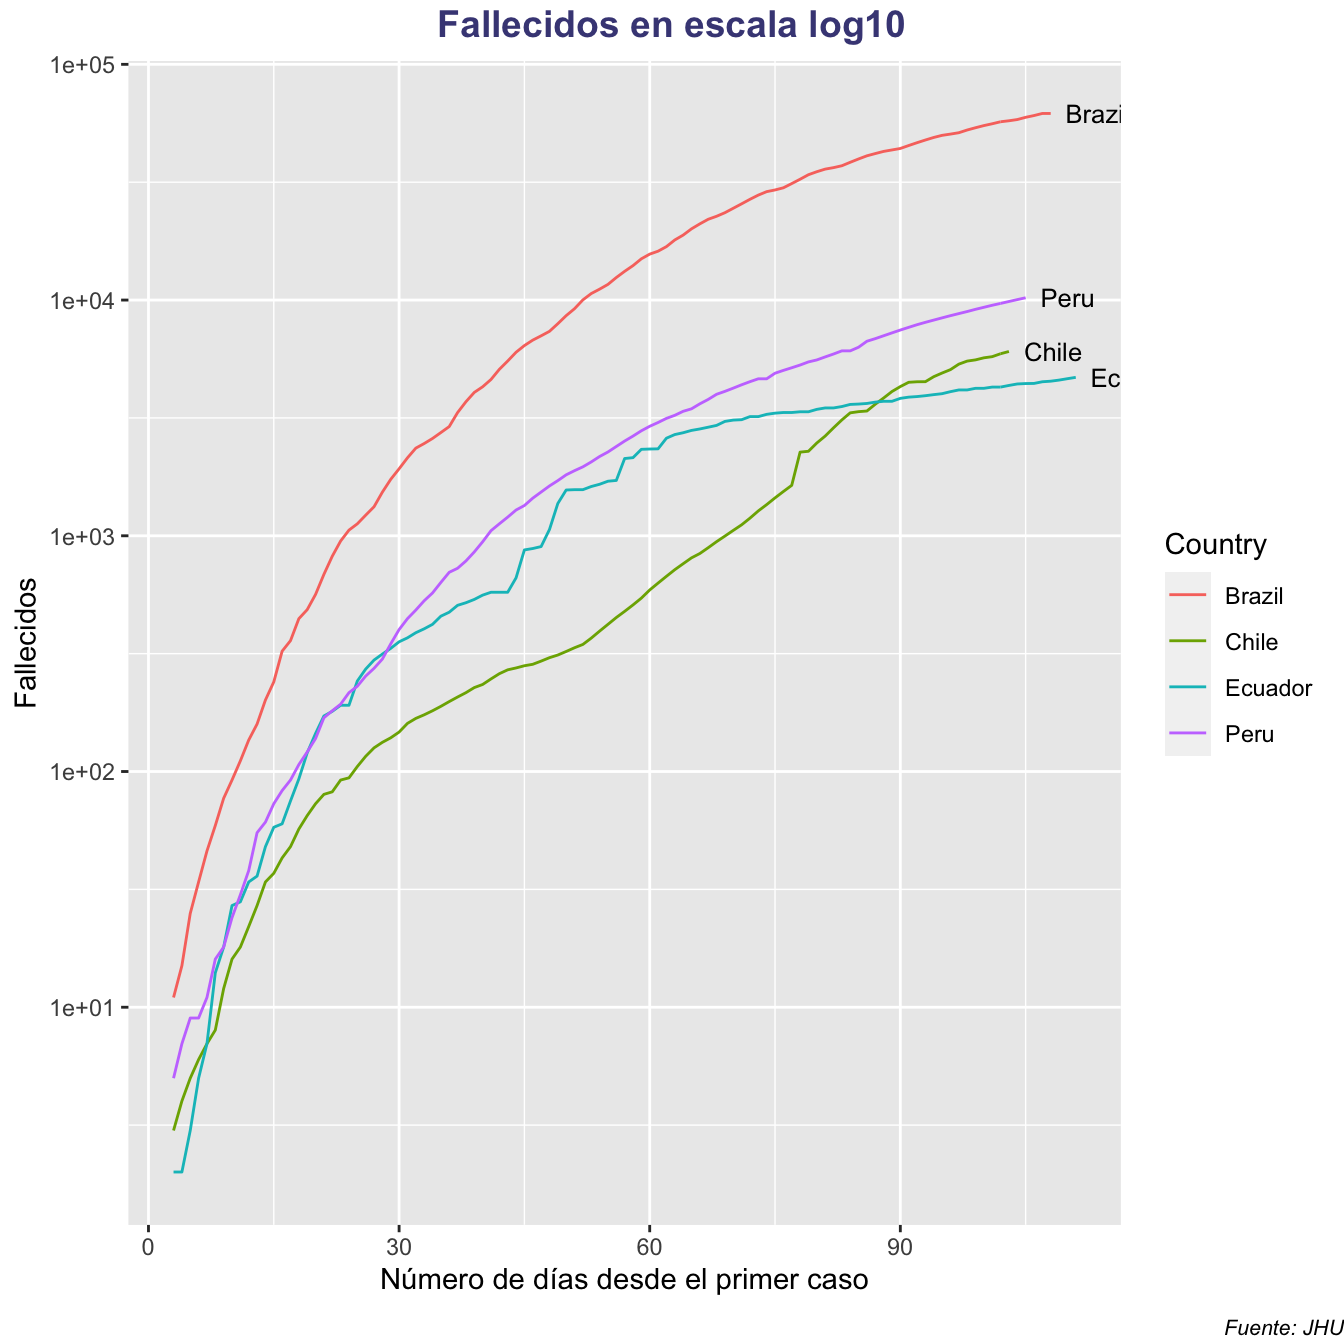 Fallecidos en escala log10
1e+05
1e+04
1e+03
1e+02
1e+01
Fallecidos
Brazi
Peru
Chile
Ec
0 30 60 90
Número de días desde el primer caso
Country
Brazil
Chile
Ecuador
Peru
Fuente: JHU